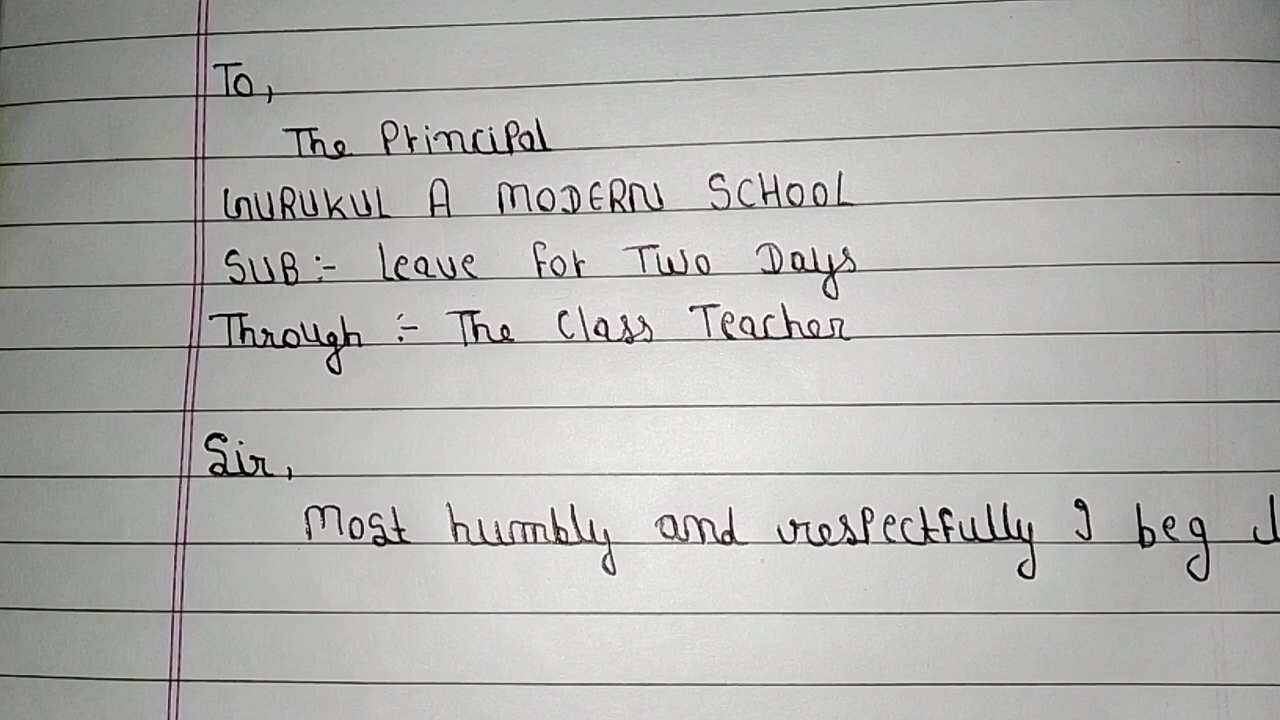 To,
The Principal
GURUKUL A MODERN SCHOOL
SUB :- leave for Two Days
Through :- The Class Teacher
Sir,
Most humbly and respectfully I beg